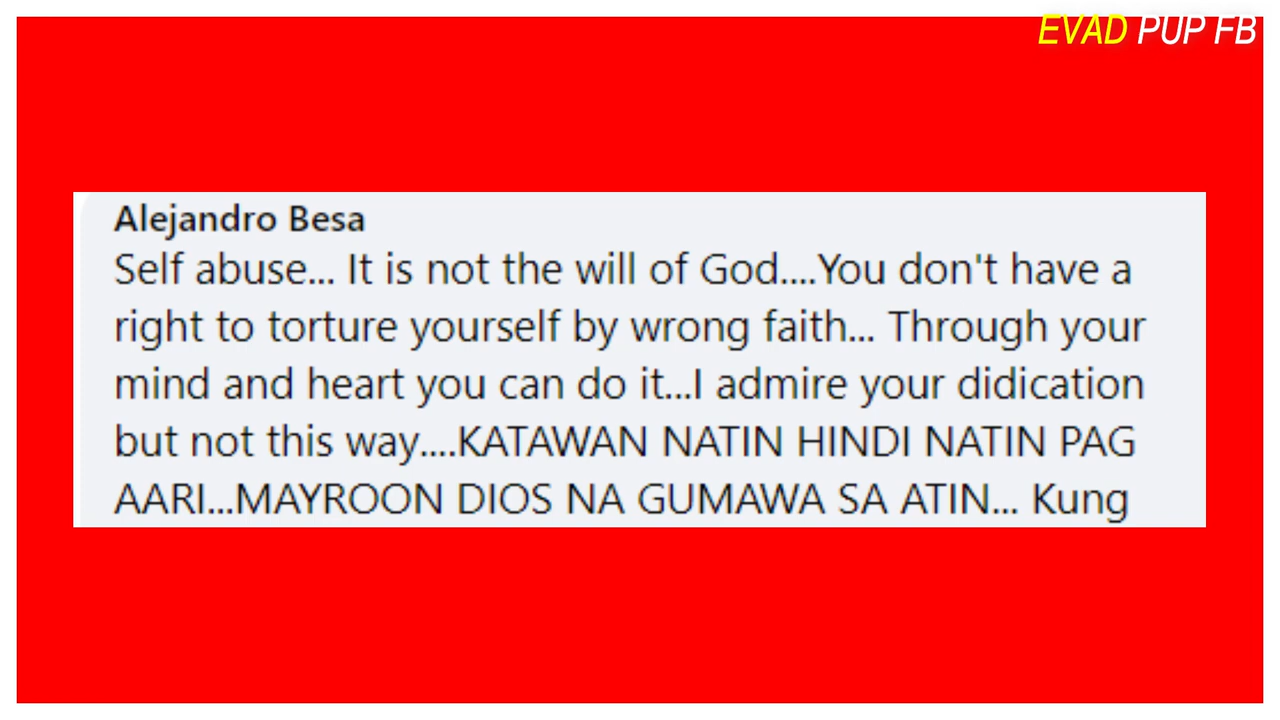 EVAD PUP FB
Alejandro Besa
Self abuse... It is not the will of God....You don't have a
right to torture yourself by wrong faith... Through your
mind and heart you can do it...I admire your didication
but not this way....KATAWAN NATIN HINDI NATIN PAG
AARI...MAYROON DIOS NA GUMAWA SA ATIN... Kung